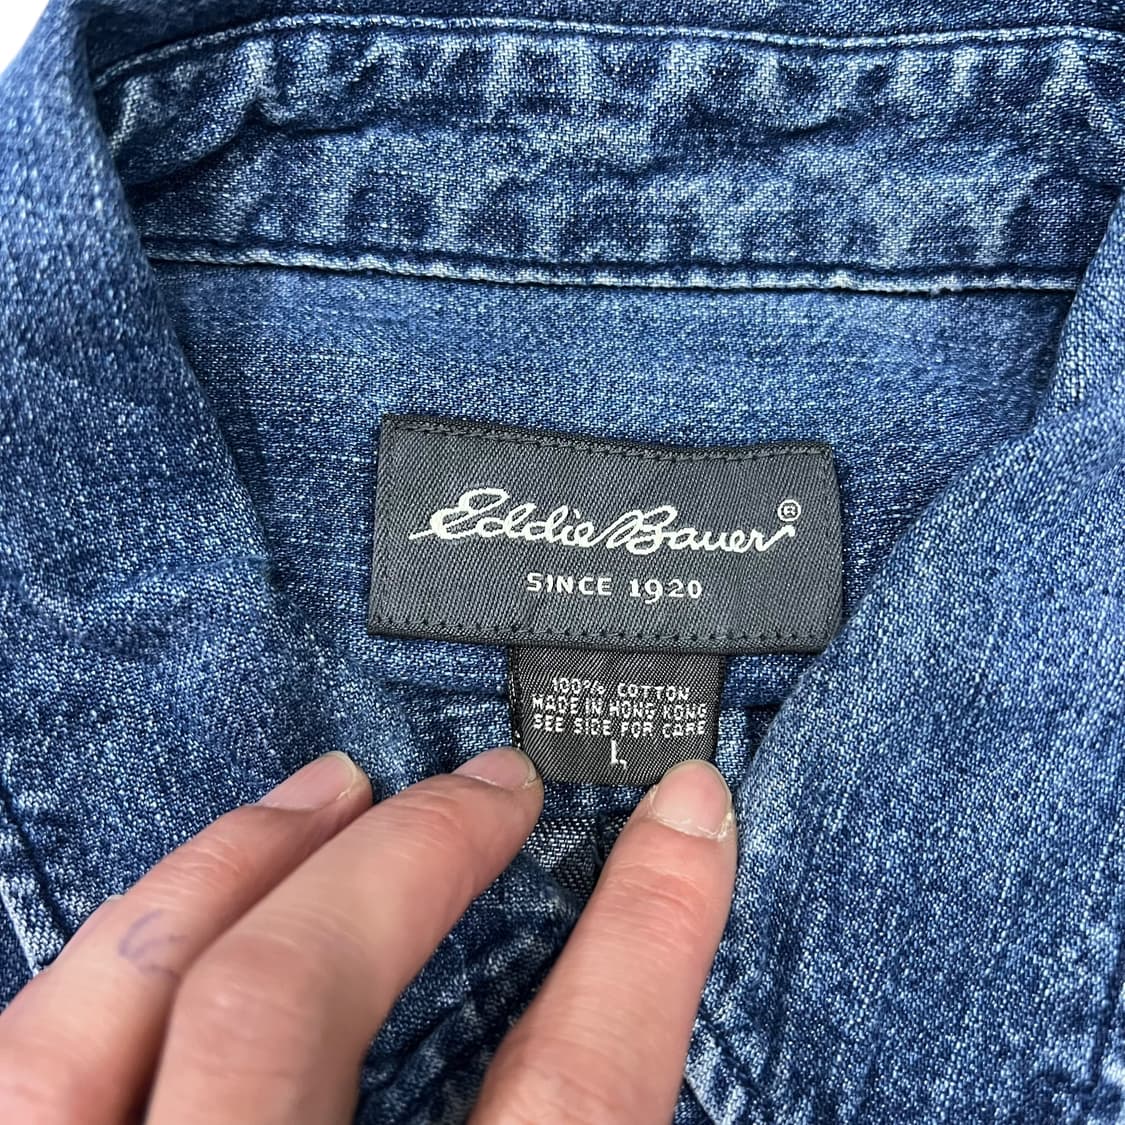 Eddie Bauer®
SINCE 1920
100% COTTON
MADE IN HONG KONG
SEE SIDE FOR CARE
L